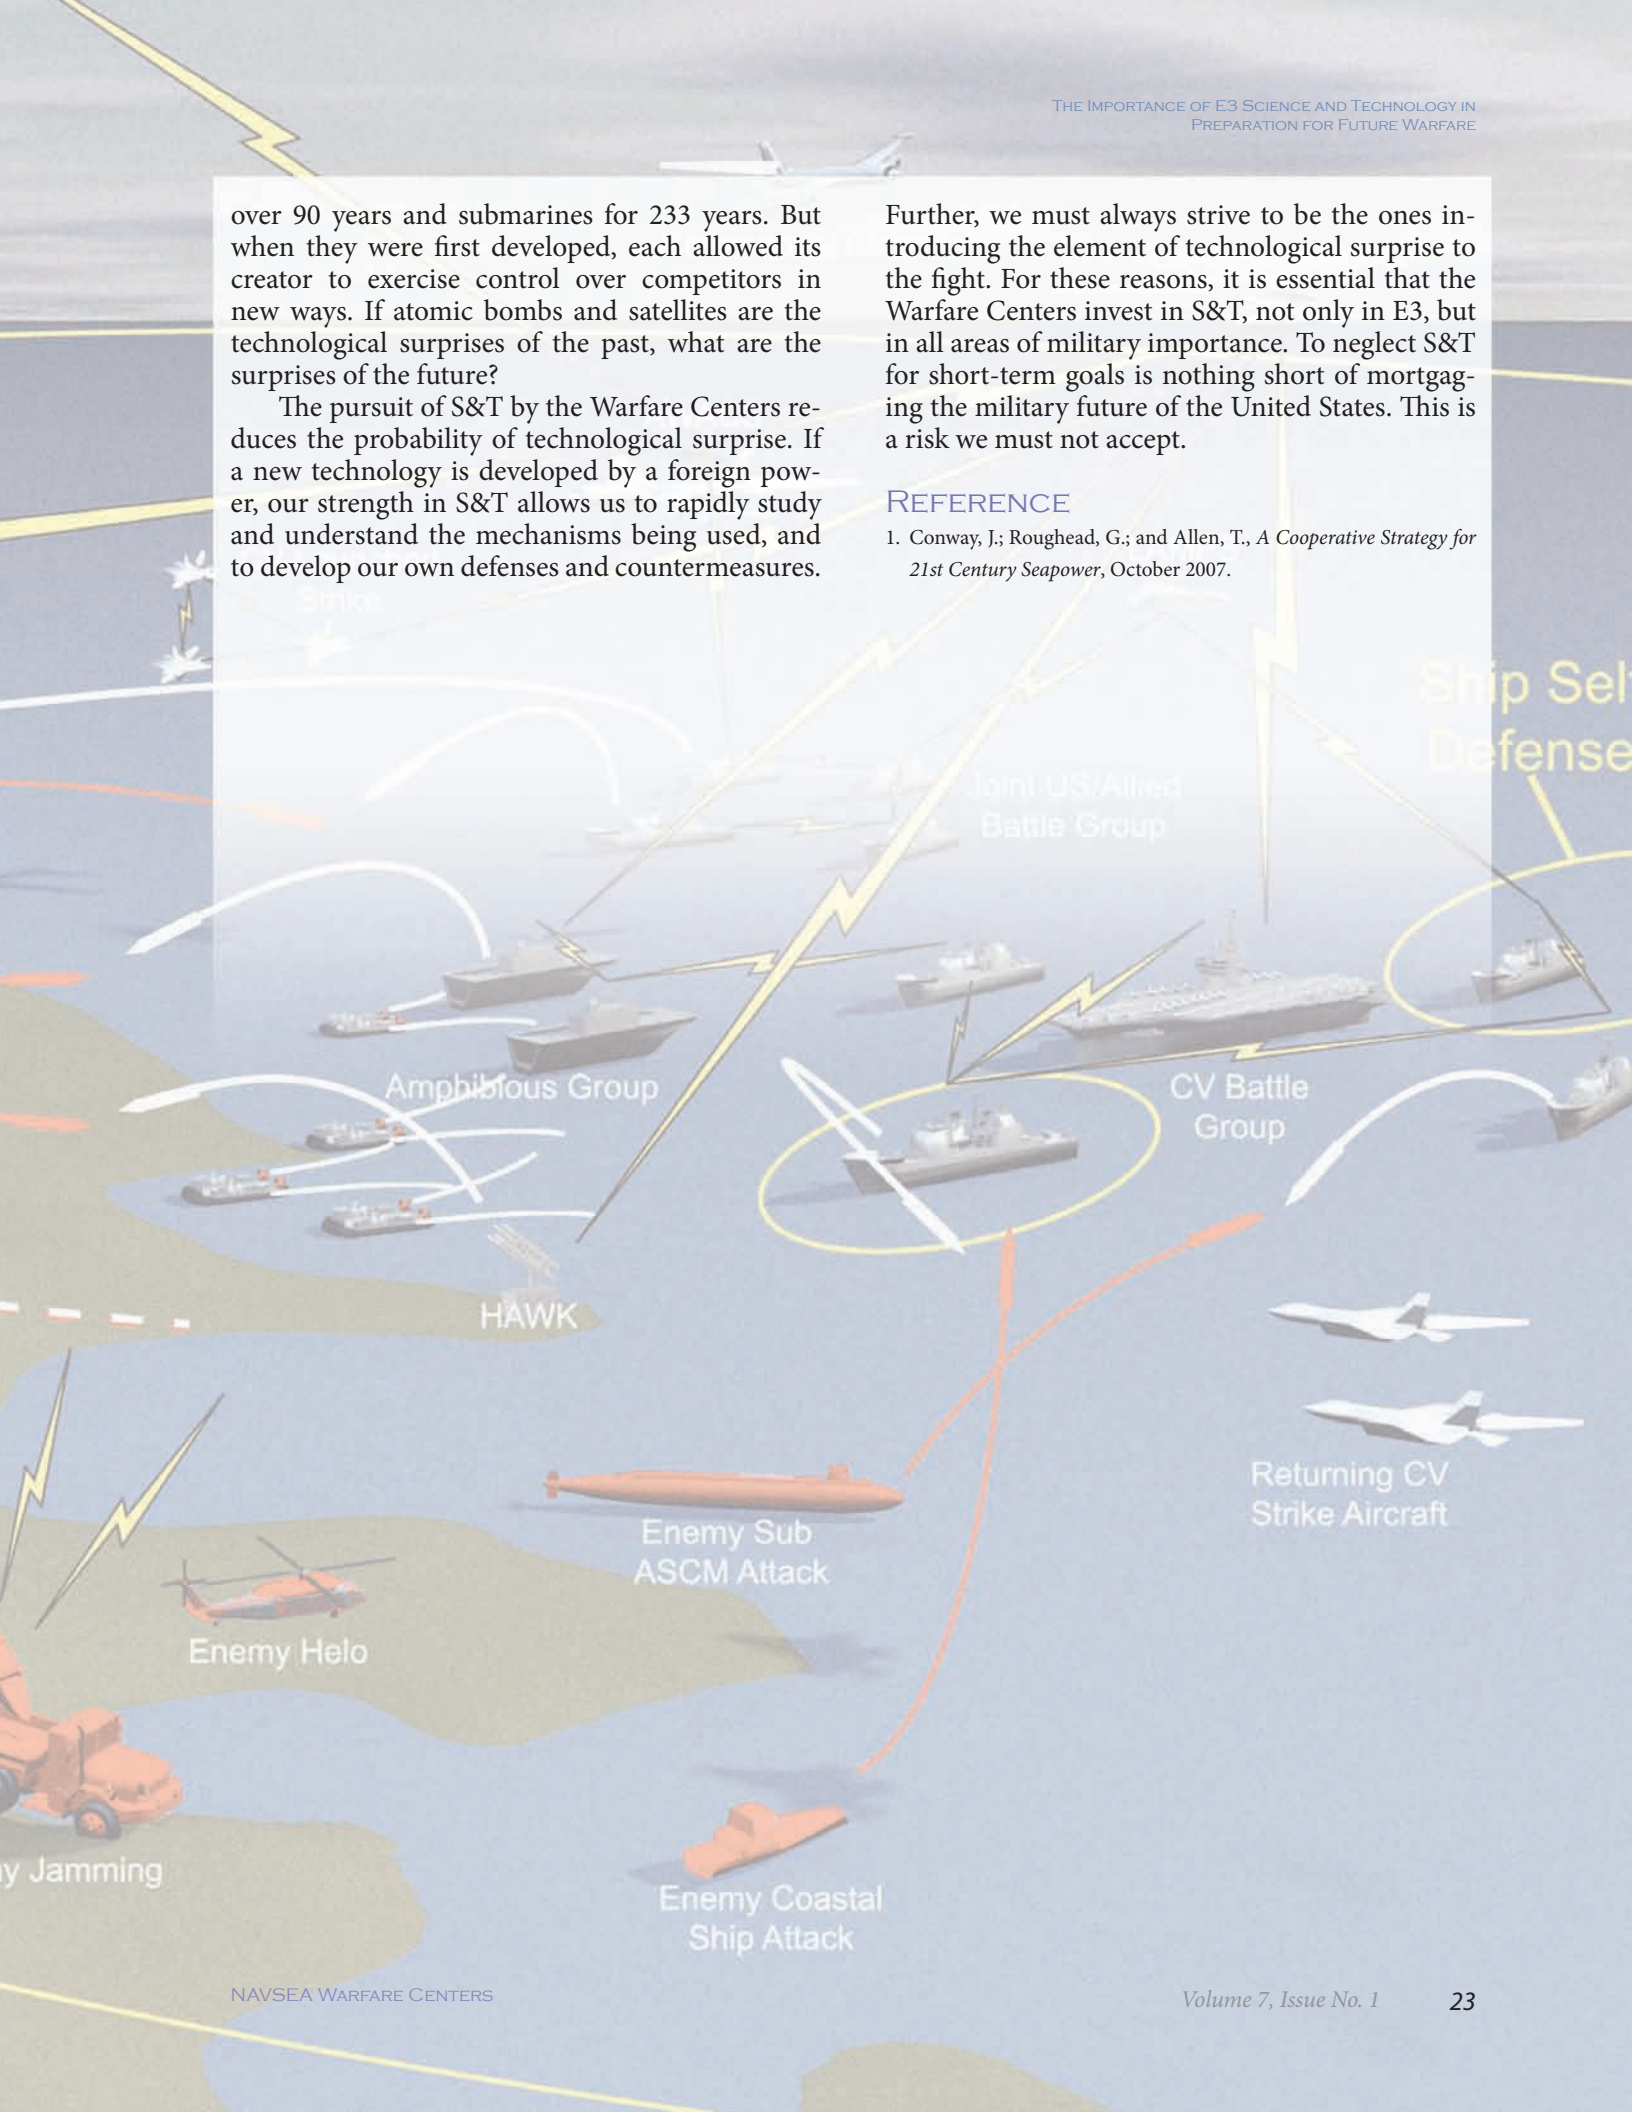 THE IMPORTANCE OF E3 SCIENCE AND TECHNOLOGY IN
PREPARATION FOR FUTURE WARFARE
over 90 years and submarines for 233 years. But
when they were first developed, each allowed its
creator to exercise control over competitors in
new ways. If atomic bombs and satellites are the
technological surprises of the past, what are the
surprises of the future?
The pursuit of S&T by the Warfare Centers re-
duces the probability of technological surprise. If
a new technology is developed by a foreign pow-
er, our strength in S&T allows us to rapidly study
and understand the mechanisms being used, and
to develop our own defenses and countermeasures.
Further, we must always strive to be the ones in-
troducing the element of technological surprise to
the fight. For these reasons, it is essential that the
Warfare Centers invest in S&T, not only in E3, but
in all areas of military importance. To neglect S&T
for short-term goals is nothing short of mortgag-
ing the military future of the United States. This is
a risk we must not accept.
REFERENCE
1. Conway, J.; Roughead, G.; and Allen, T., A Cooperative Strategy for
21st Century Seapower, October 2007.
Strike
Ship Sel
Defense
Joint US/Allied
Battle Group
Amphibious Group
CV Battle
Group
HAWK
Returning CV
Strike Aircraft
Enemy Sub
ASCM Attack
Enemy Helo
y Jamming
Enemy Coastal
Ship Attack
NAVSEA WARFARE CENTERS
Volume 7, Issue No. 1
23